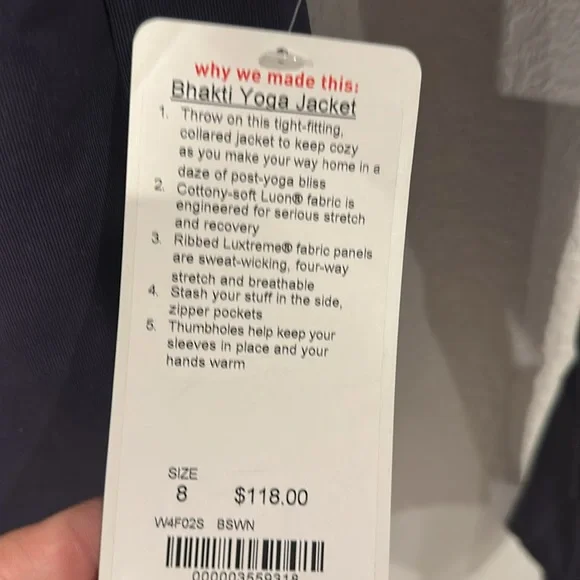 why we made this:
Bhakti Yoga Jacket
1. Throw on this tight-fitting,
collared jacket to keep cozy
as you make your way home in a
daze of post-yoga bliss
2. Cottony-soft Luon® fabric is
engineered for serious stretch
and recovery
3. Ribbed Luxtreme® fabric panels
are sweat-wicking, four-way
stretch and breathable
4. Stash your stuff in the side,
zipper pockets
5. Thumbholes help keep your
sleeves in place and your
hands warm
SIZE
8 $118.00
W4F02S BSWN
000003559318